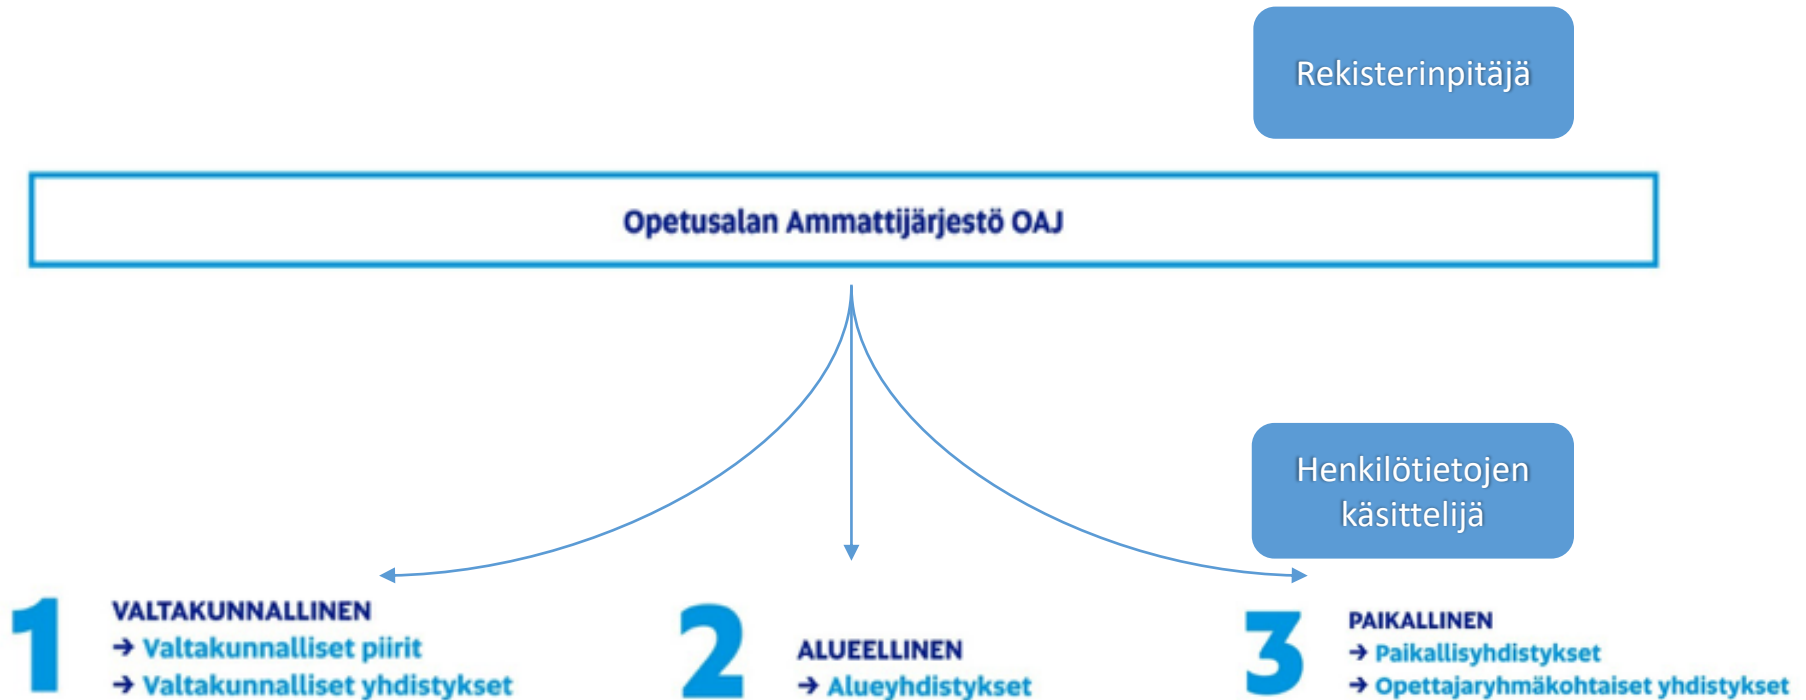 Rekisterinpitäjä
Opetusalan Ammattijärjestö OAJ
Henkilötietojen
käsittelijä
1
VALTAKUNNALLINEN
→ Valtakunnalliset piirit
→ Valtakunnalliset yhdistykset
2
ALUEELLINEN
→ Alueyhdistykset
3
PAIKALLINEN
→ Paikallisyhdistykset
→ Opettajaryhmäkohtaiset yhdistykset